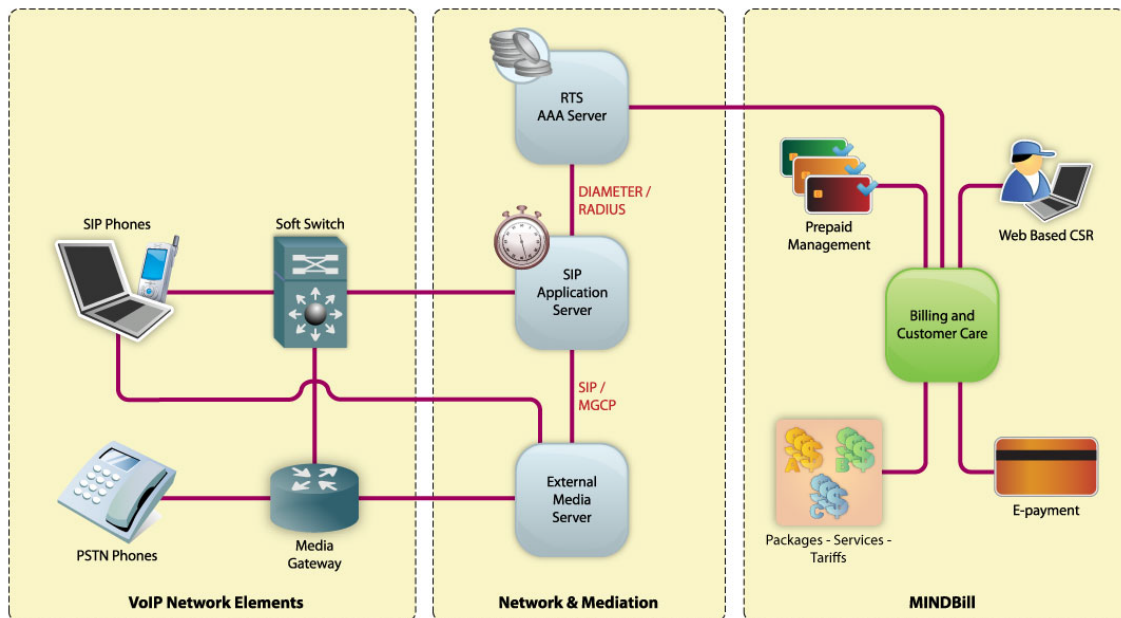 RTS
AAA Server
DIAMETER /
RADIUS
SIP Phones
Soft Switch
SIP
Application
Server
Prepaid
Management
Web Based CSR
Billing and
Customer Care
SIP /
MGCP
A
B
C
External
Media
Server
PSTN Phones
Media
Gateway
Packages - Services -
Tariffs
E-payment
VoIP Network Elements
Network & Mediation
MINDBill